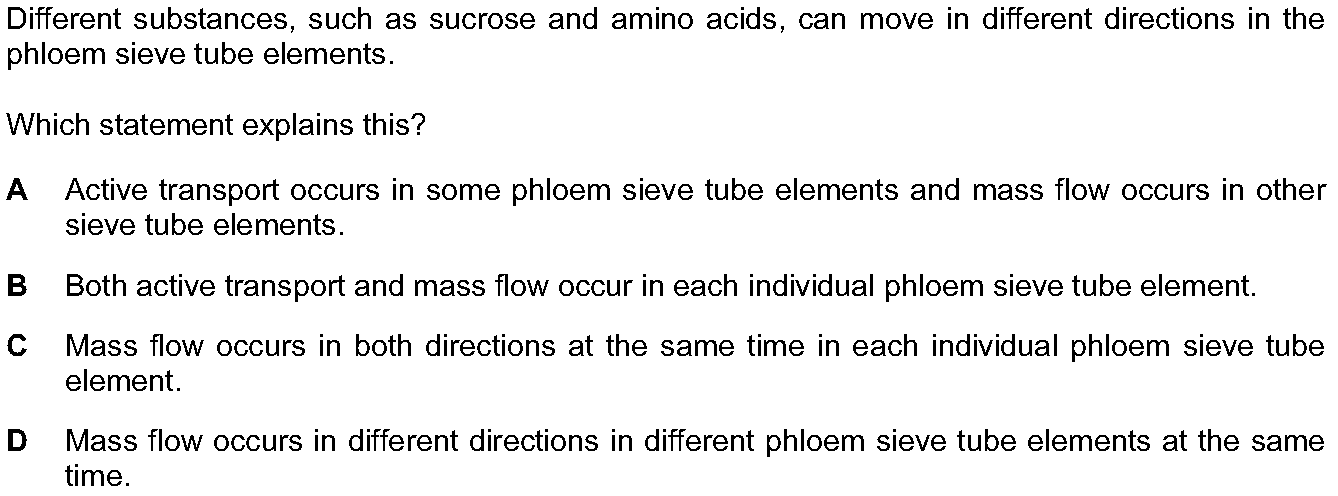 Different substances, such as sucrose and amino acids, can move in different directions in the
phloem sieve tube elements.
Which statement explains this?
A Active transport occurs in some phloem sieve tube elements and mass flow occurs in other
sieve tube elements.
B Both active transport and mass flow occur in each individual phloem sieve tube element.
C Mass flow occurs in both directions at the same time in each individual phloem sieve tube
element.
D Mass flow occurs in different directions in different phloem sieve tube elements at the same
time.